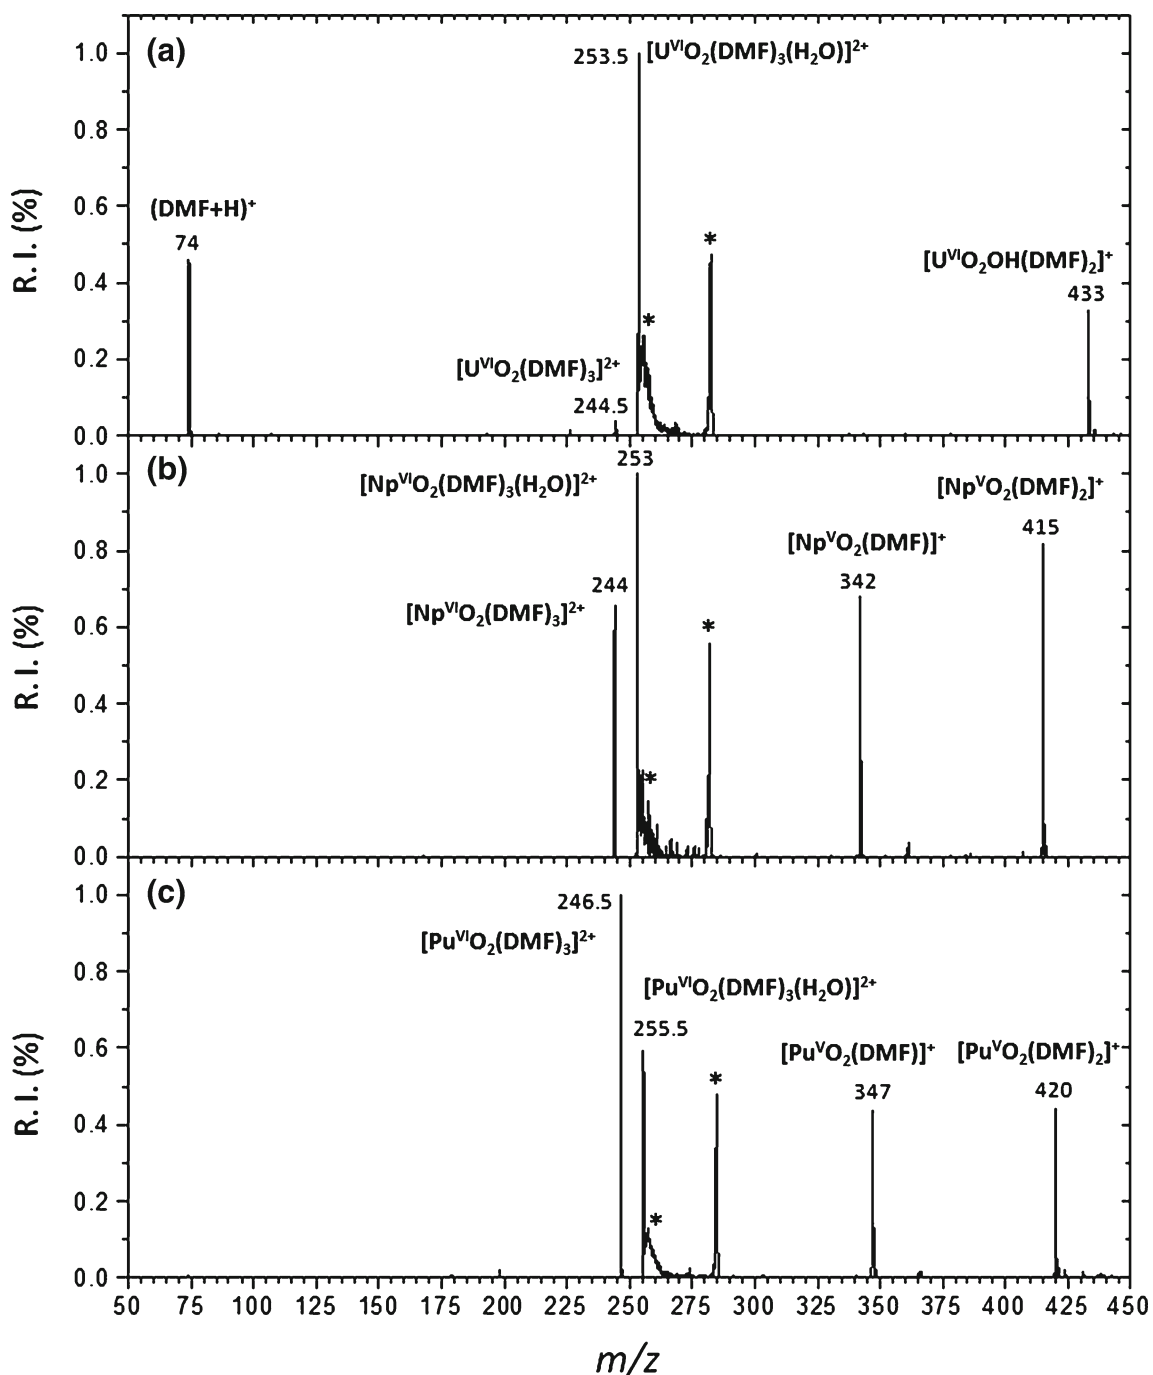 (a)
253.5
[UⱽᴵO₂(DMF)₃(H₂O)]²⁺
(DMF+H)⁺
74
*
*
[UⱽᴵO₂OH(DMF)₂]⁺
433
[UⱽᴵO₂(DMF)₃]²⁺
244.5
1.0
0.8
0.6
0.4
0.2
0.0
R. I. (%)
(b)
253
[NpⱽᴵO₂(DMF)₃(H₂O)]²⁺
[NpⱽO₂(DMF)₂]⁺
415
[NpⱽO₂(DMF)]⁺
342
244
[NpⱽᴵO₂(DMF)₃]²⁺
*
*
1.0
0.8
0.6
0.4
0.2
0.0
R. I. (%)
(c)
246.5
[PuⱽᴵO₂(DMF)₃]²⁺
[PuⱽᴵO₂(DMF)₃(H₂O)]²⁺
255.5
[PuⱽO₂(DMF)]⁺
[PuⱽO₂(DMF)₂]⁺
347
420
*
*
1.0
0.8
0.6
0.4
0.2
0.0
R. I. (%)
50 75 100 125 150 175 200 225 250 275 300 325 350 375 400 425 450
m/z